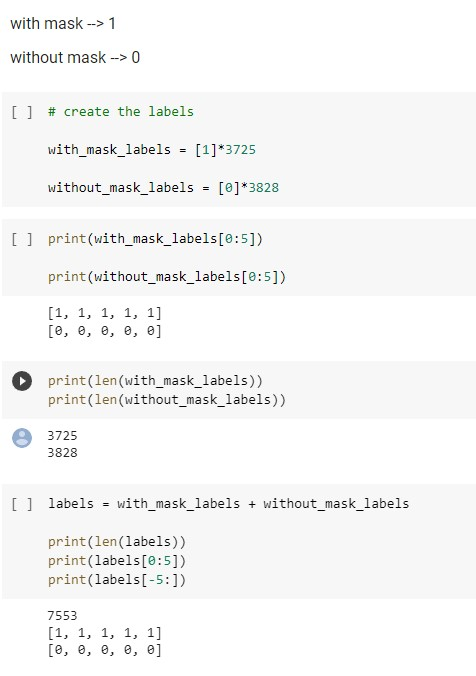 with mask --> 1
without mask --> 0
[ ] # create the labels
with_mask_labels = [1]*3725
without_mask_labels = [0]*3828
[ ] print(with_mask_labels[0:5])
print(without_mask_labels[0:5])
[1, 1, 1, 1, 1]
[0, 0, 0, 0, 0]
print(len(with_mask_labels))
print(len(without_mask_labels))
3725
3828
[ ] labels = with_mask_labels + without_mask_labels
print(len(labels))
print(labels[0:5])
print(labels[-5:])
7553
[1, 1, 1, 1, 1]
[0, 0, 0, 0, 0]